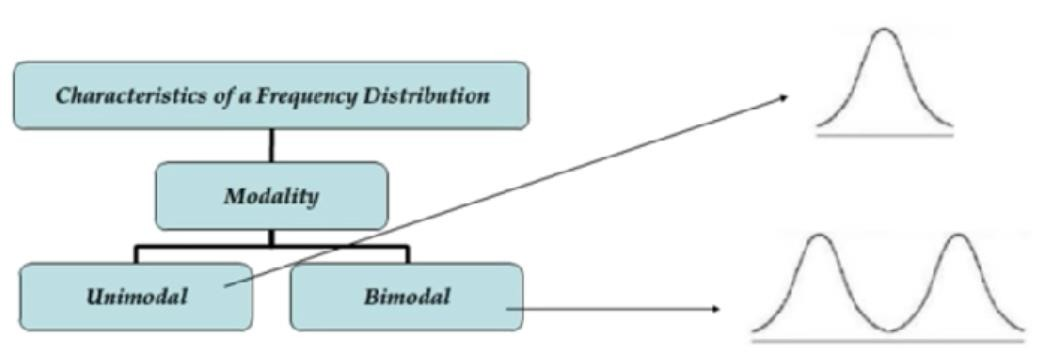 Characteristics of a Frequency Distribution
Modality
Unimodal
Bimodal